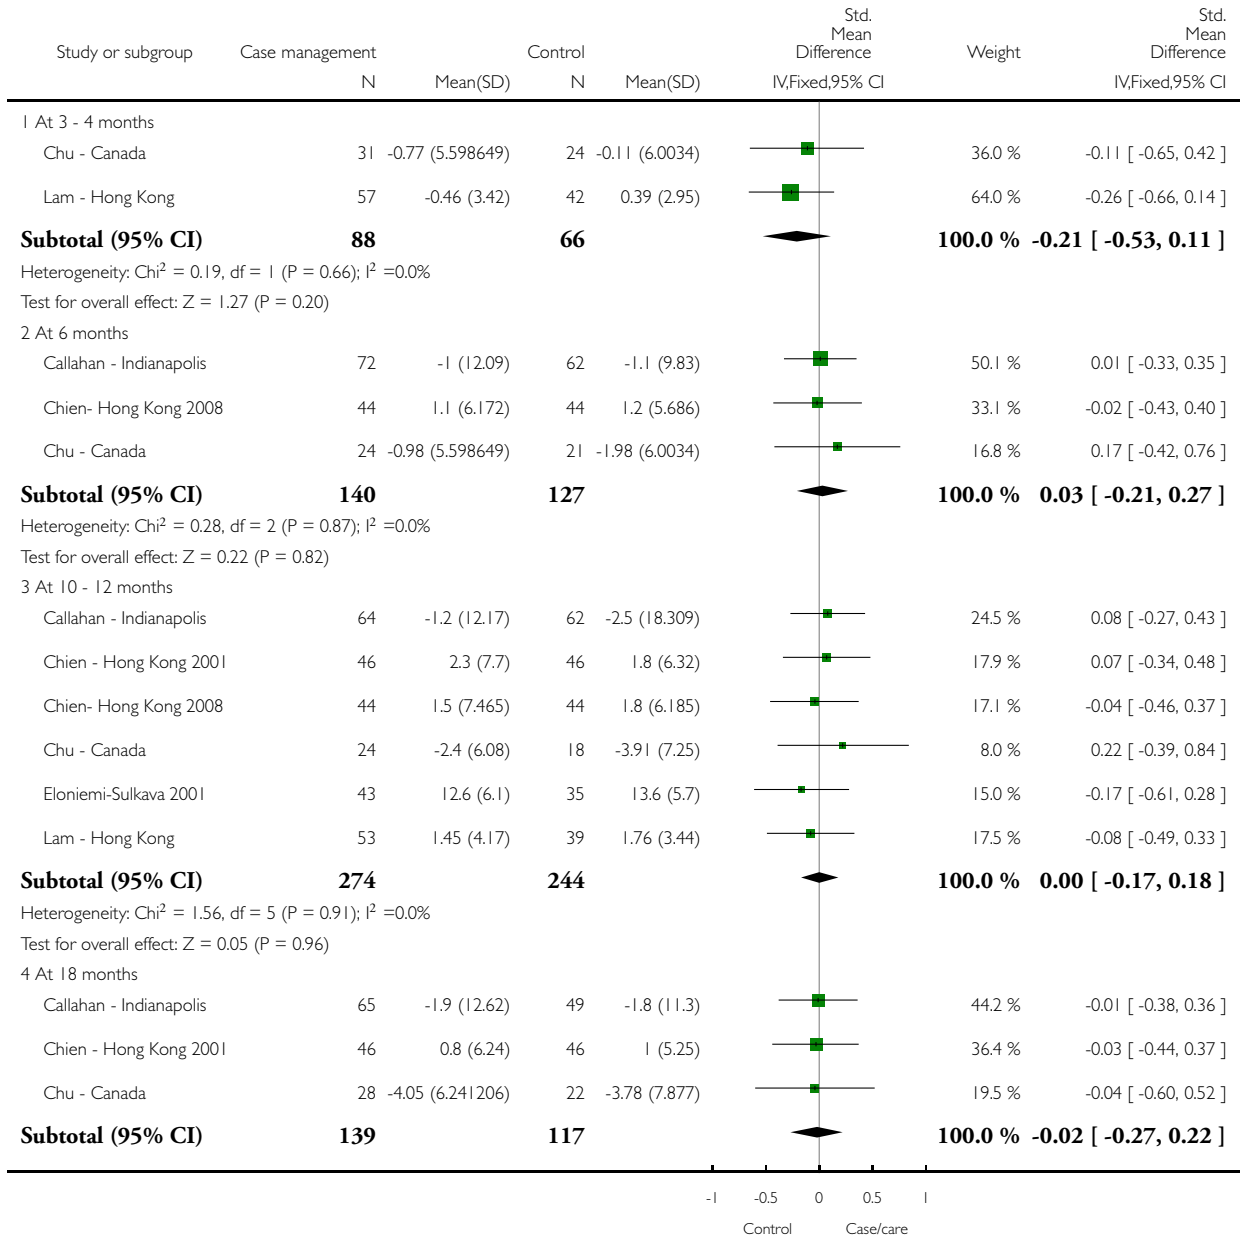 Std.
Mean
Difference
Std.
Mean
Difference
Study or subgroup Case management Control Weight
N Mean(SD) N Mean(SD) IV,Fixed,95% CI IV,Fixed,95% CI
1 At 3 - 4 months
Chu - Canada 31 -0.77 (5.598649) 24 -0.11 (6.0034) 36.0 % -0.11 [ -0.65, 0.42 ]
Lam - Hong Kong 57 -0.46 (3.42) 42 0.39 (2.95) 64.0 % -0.26 [ -0.66, 0.14 ]
Subtotal (95% CI) 88 66 100.0 % -0.21 [ -0.53, 0.11 ]
Heterogeneity: Chi² = 0.19, df = 1 (P = 0.66); I² =0.0%
Test for overall effect: Z = 1.27 (P = 0.20)
2 At 6 months
Callahan - Indianapolis 72 -1 (12.09) 62 -1.1 (9.83) 50.1 % 0.01 [ -0.33, 0.35 ]
Chien- Hong Kong 2008 44 1.1 (6.172) 44 1.2 (5.686) 33.1 % -0.02 [ -0.43, 0.40 ]
Chu - Canada 24 -0.98 (5.598649) 21 -1.98 (6.0034) 16.8 % 0.17 [ -0.42, 0.76 ]
Subtotal (95% CI) 140 127 100.0 % 0.03 [ -0.21, 0.27 ]
Heterogeneity: Chi² = 0.28, df = 2 (P = 0.87); I² =0.0%
Test for overall effect: Z = 0.22 (P = 0.82)
3 At 10 - 12 months
Callahan - Indianapolis 64 -1.2 (12.17) 62 -2.5 (18.309) 24.5 % 0.08 [ -0.27, 0.43 ]
Chien - Hong Kong 2001 46 2.3 (7.7) 46 1.8 (6.32) 17.9 % 0.07 [ -0.34, 0.48 ]
Chien- Hong Kong 2008 44 1.5 (7.465) 44 1.8 (6.185) 17.1 % -0.04 [ -0.46, 0.37 ]
Chu - Canada 24 -2.4 (6.08) 18 -3.91 (7.25) 8.0 % 0.22 [ -0.39, 0.84 ]
Eloniemi-Sulkava 2001 43 12.6 (6.1) 35 13.6 (5.7) 15.0 % -0.17 [ -0.61, 0.28 ]
Lam - Hong Kong 53 1.45 (4.17) 39 1.76 (3.44) 17.5 % -0.08 [ -0.49, 0.33 ]
Subtotal (95% CI) 274 244 100.0 % 0.00 [ -0.17, 0.18 ]
Heterogeneity: Chi² = 1.56, df = 5 (P = 0.91); I² =0.0%
Test for overall effect: Z = 0.05 (P = 0.96)
4 At 18 months
Callahan - Indianapolis 65 -1.9 (12.62) 49 -1.8 (11.3) 44.2 % -0.01 [ -0.38, 0.36 ]
Chien - Hong Kong 2001 46 0.8 (6.24) 46 1 (5.25) 36.4 % -0.03 [ -0.44, 0.37 ]
Chu - Canada 28 -4.05 (6.241206) 22 -3.78 (7.877) 19.5 % -0.04 [ -0.60, 0.52 ]
Subtotal (95% CI) 139 117 100.0 % -0.02 [ -0.27, 0.22 ]
-1 -0.5 0 0.5 1
Control Case/care